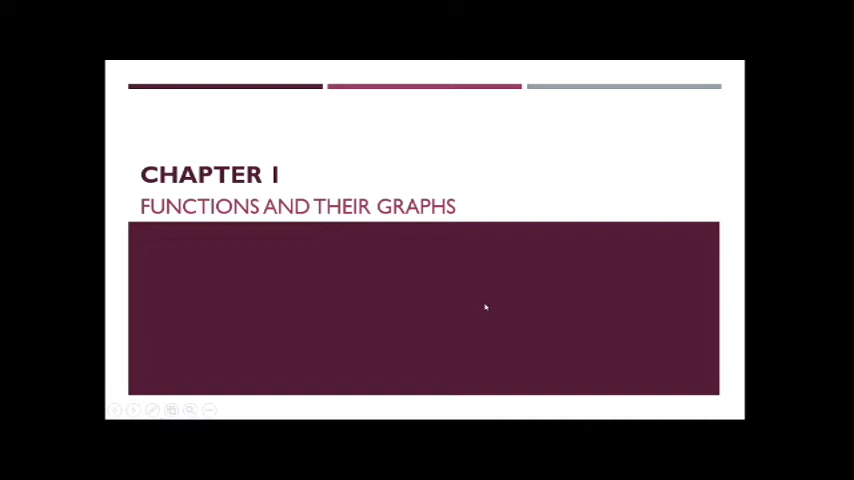 CHAPTER 1
FUNCTIONS AND THEIR GRAPHS